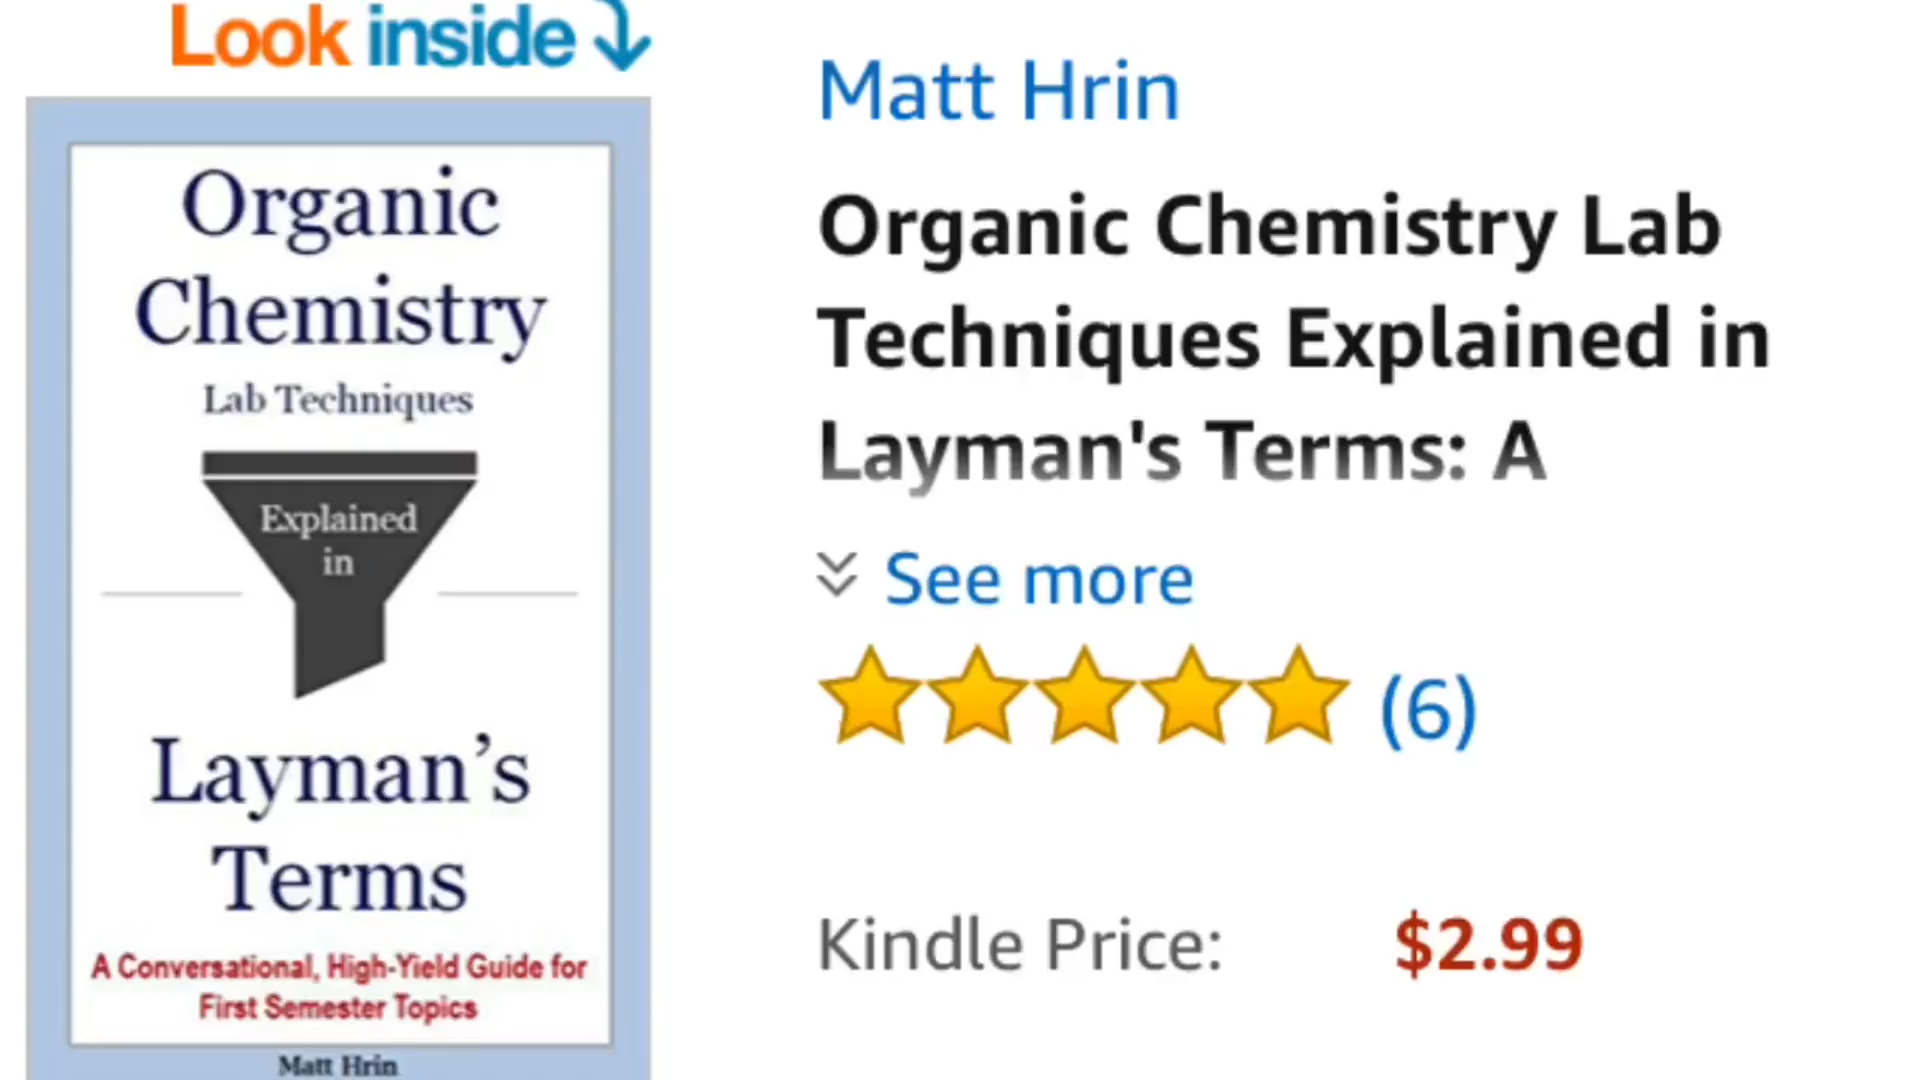 Look inside
Organic
Chemistry
Lab Techniques
Explained
in
Layman’s
Terms
A Conversational, High-Yield Guide for
First Semester Topics
Matt Hrin
Matt Hrin
Organic Chemistry Lab
Techniques Explained in
Layman's Terms: A
See more
(6)
Kindle Price: $2.99